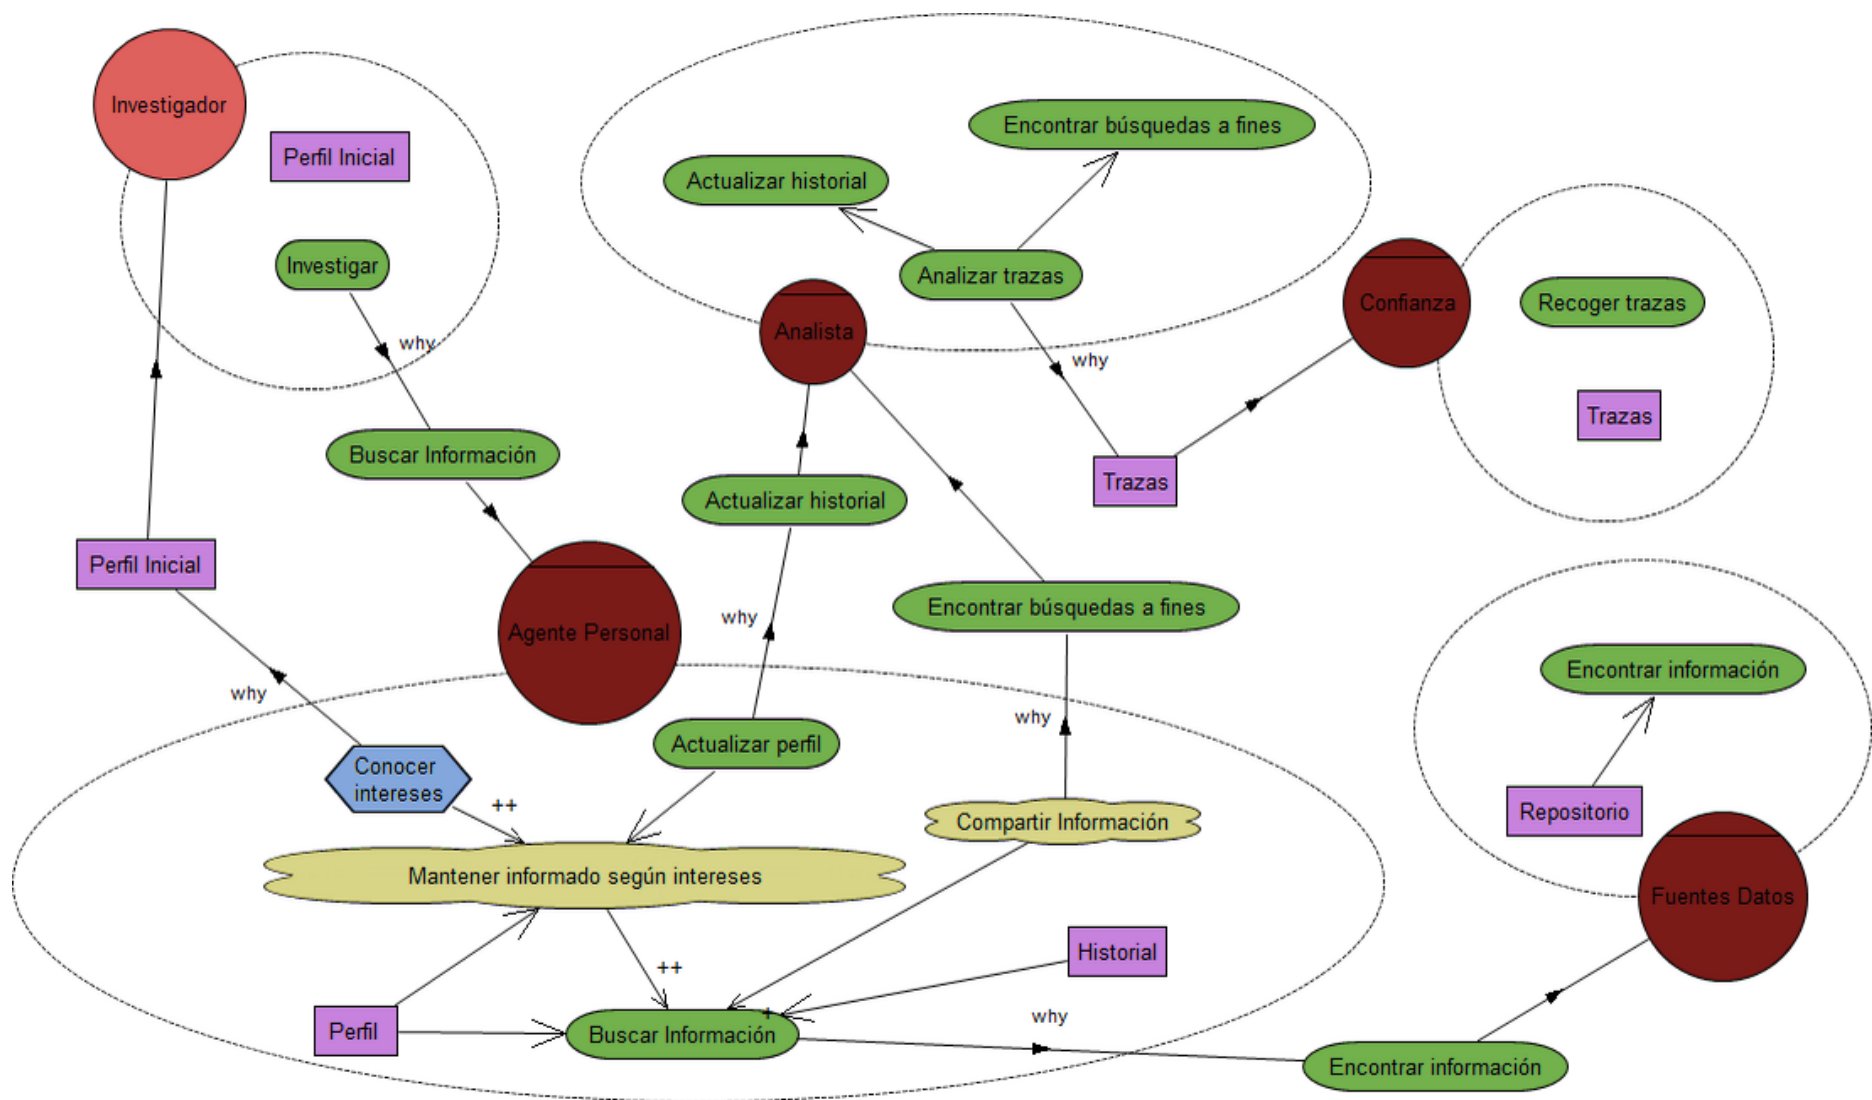 Investigador
Perfil Inicial
Investigar
why
Buscar Información
Perfil Inicial
Agente Personal
Encontrar búsquedas a fines
Actualizar historial
Analizar trazas
Analista
why
Confianza
Recoger trazas
Trazas
Trazas
Actualizar historial
Encontrar búsquedas a fines
why
why
why
Actualizar perfil
Conocer
intereses
++
Compartir Información
Mantener informado según intereses
++
Historial
Perfil
Buscar Información
+
why
Encontrar información
Encontrar información
Repositorio
Fuentes Datos